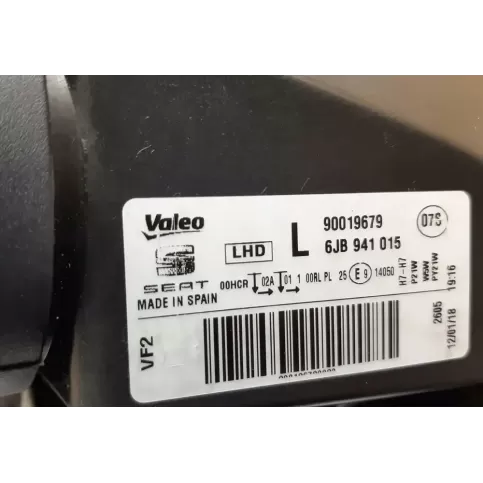 Valeo
SEAT
MADE IN SPAIN
LHD
L
90019679
6JB 941 015
07S
00HCR 02A 01 1 00RL PL 25 E9 14050
H7-H7
P21W
W5W
PY21W
19:16
2605
12/01/18
VF2